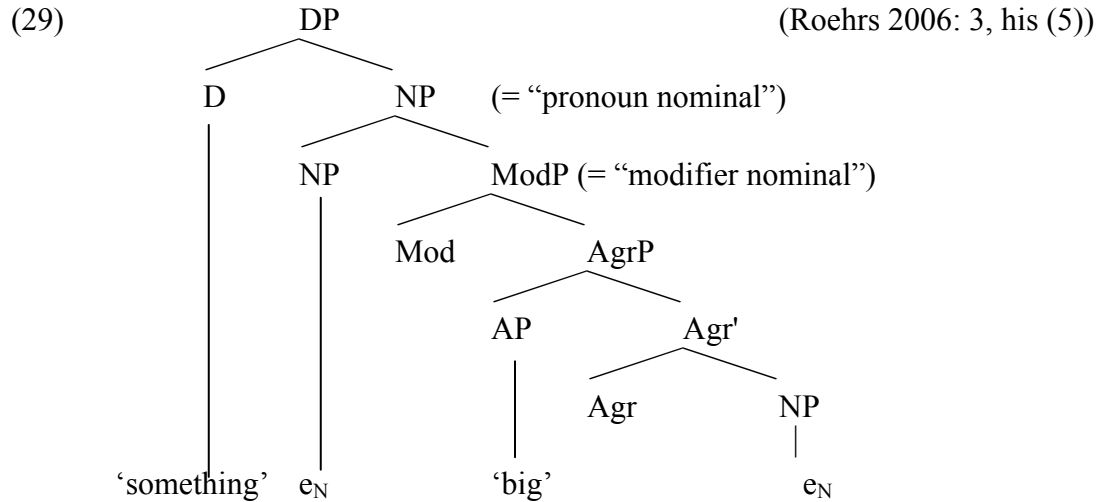 (29) DP (Roehrs 2006: 3, his (5))
D NP (= “pronoun nominal”)
NP ModP (= “modifier nominal”)
Mod AgrP
AP Agr'
Agr NP
‘something’ eN ‘big’ eN